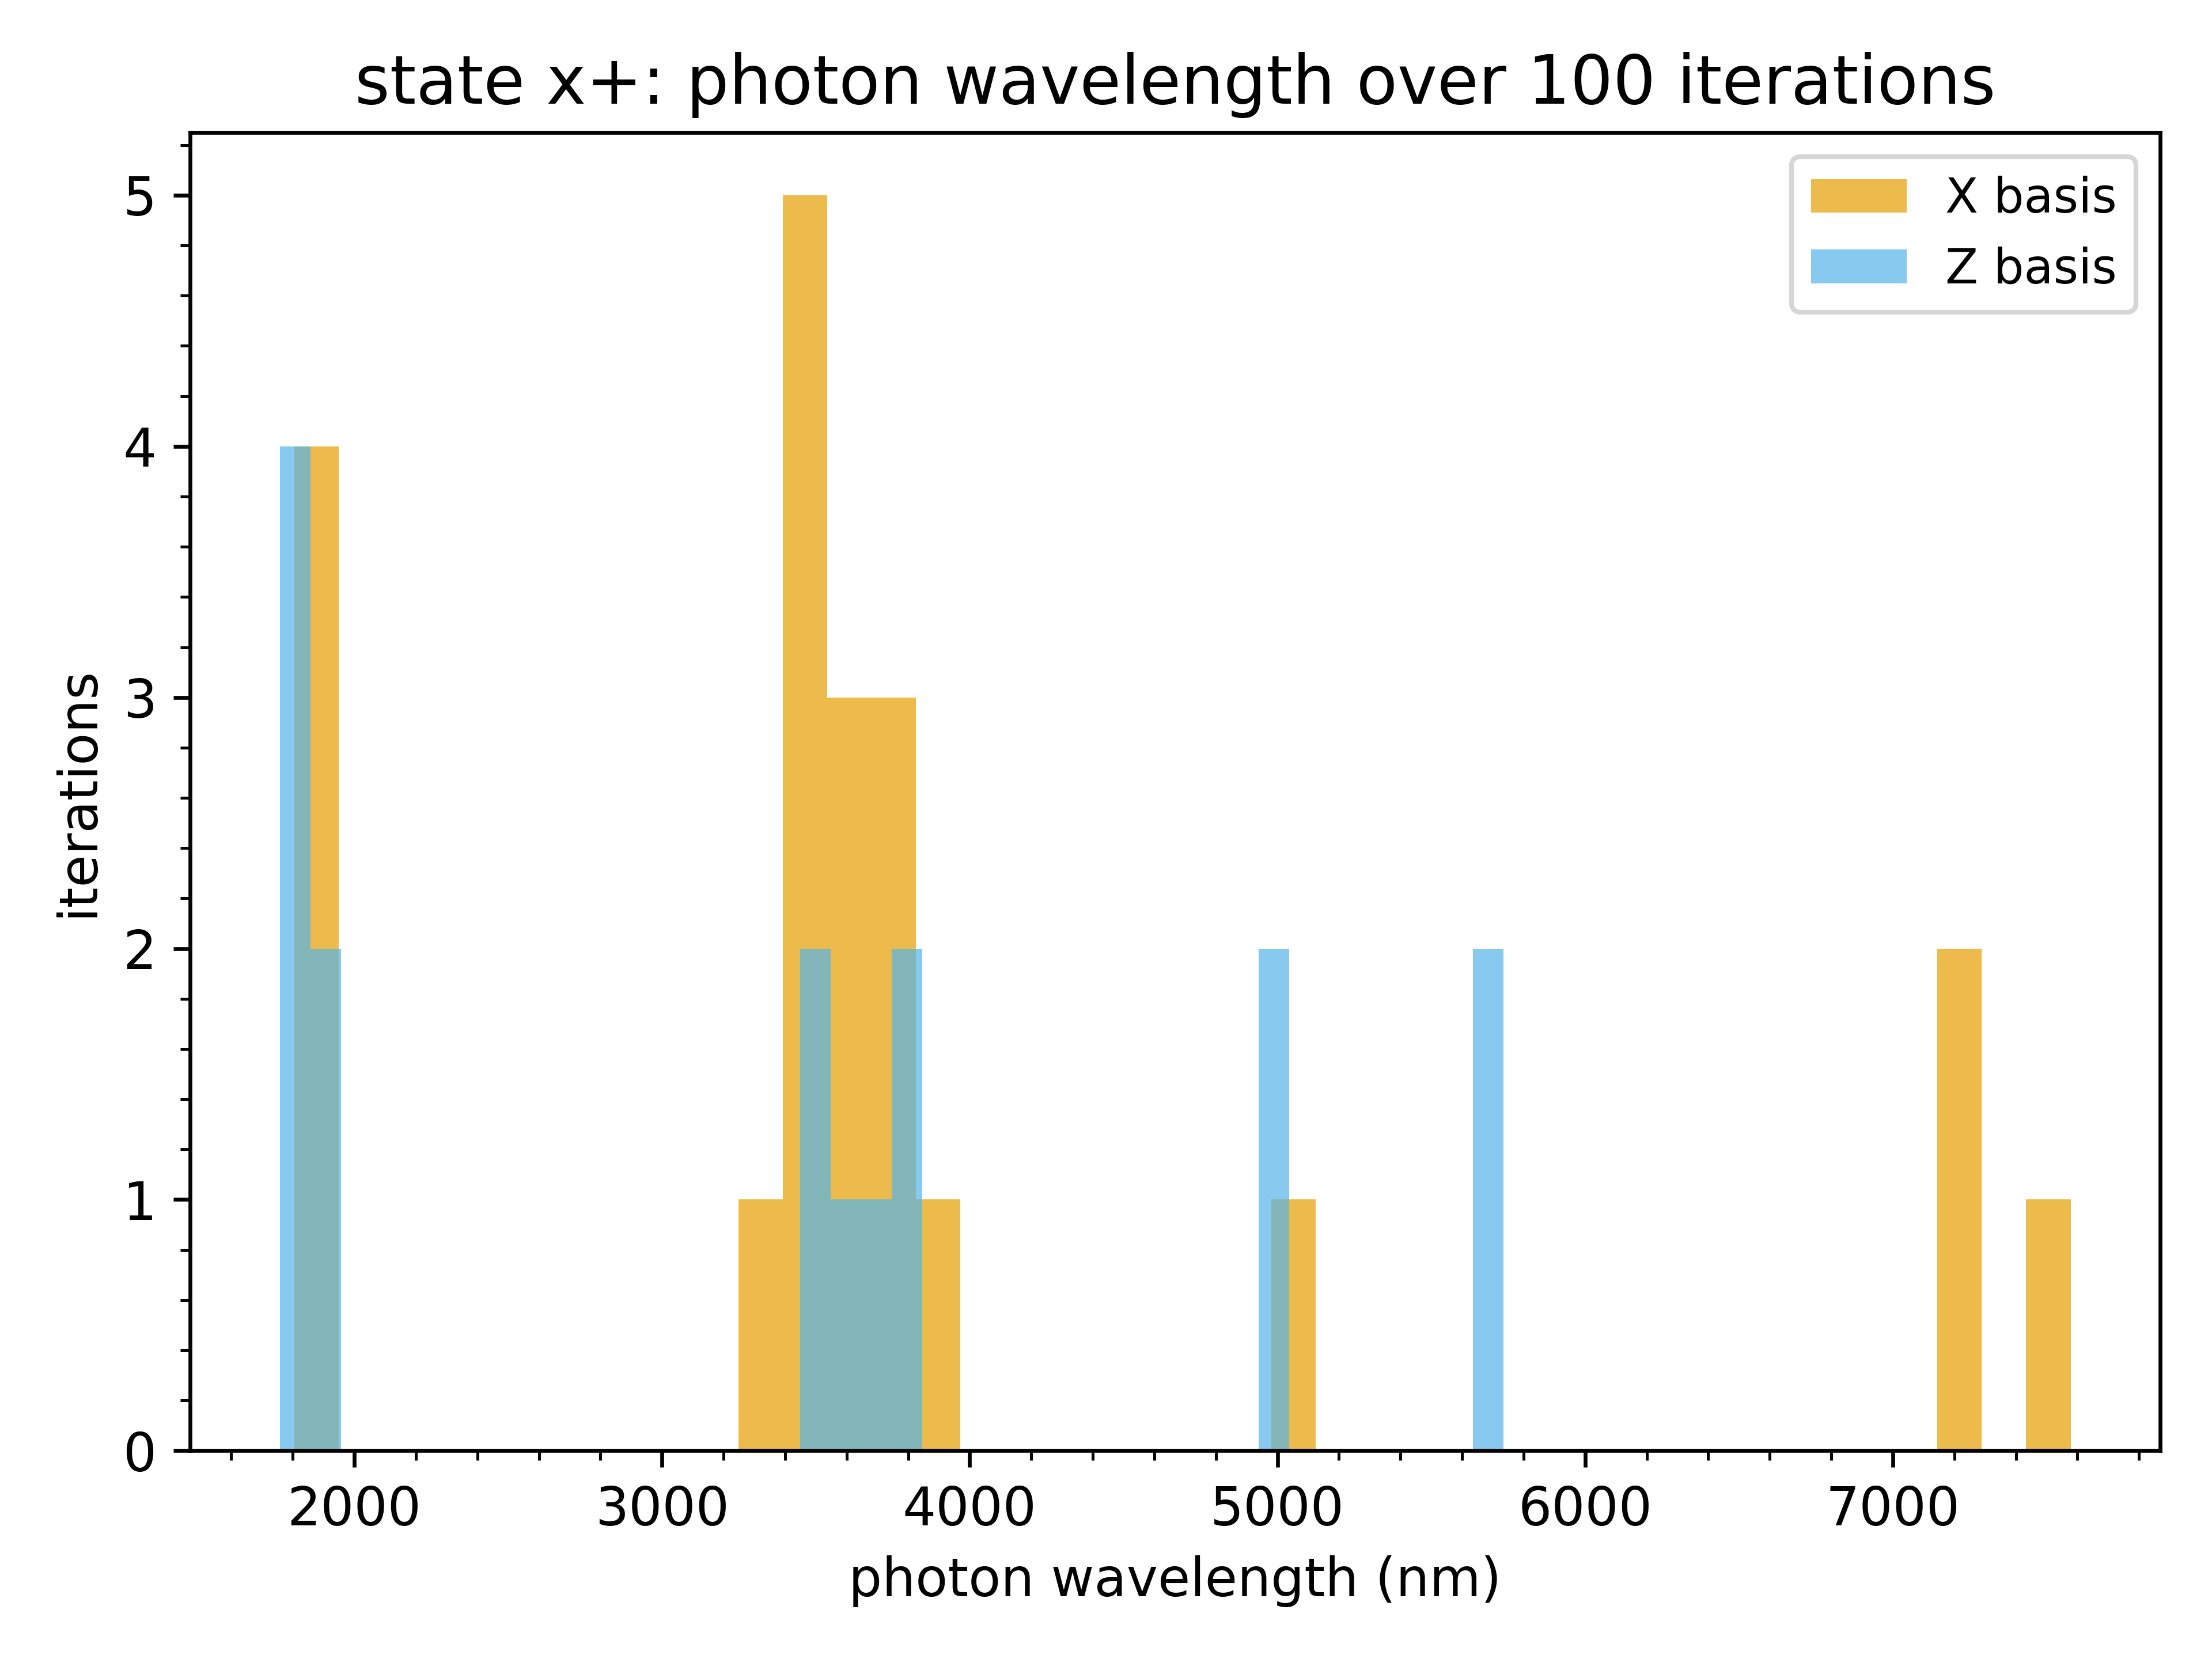 state x+: photon wavelength over 100 iterations
X basis
Z basis
5
4
3
2
1
0
iterations
2000 3000 4000 5000 6000 7000
photon wavelength (nm)